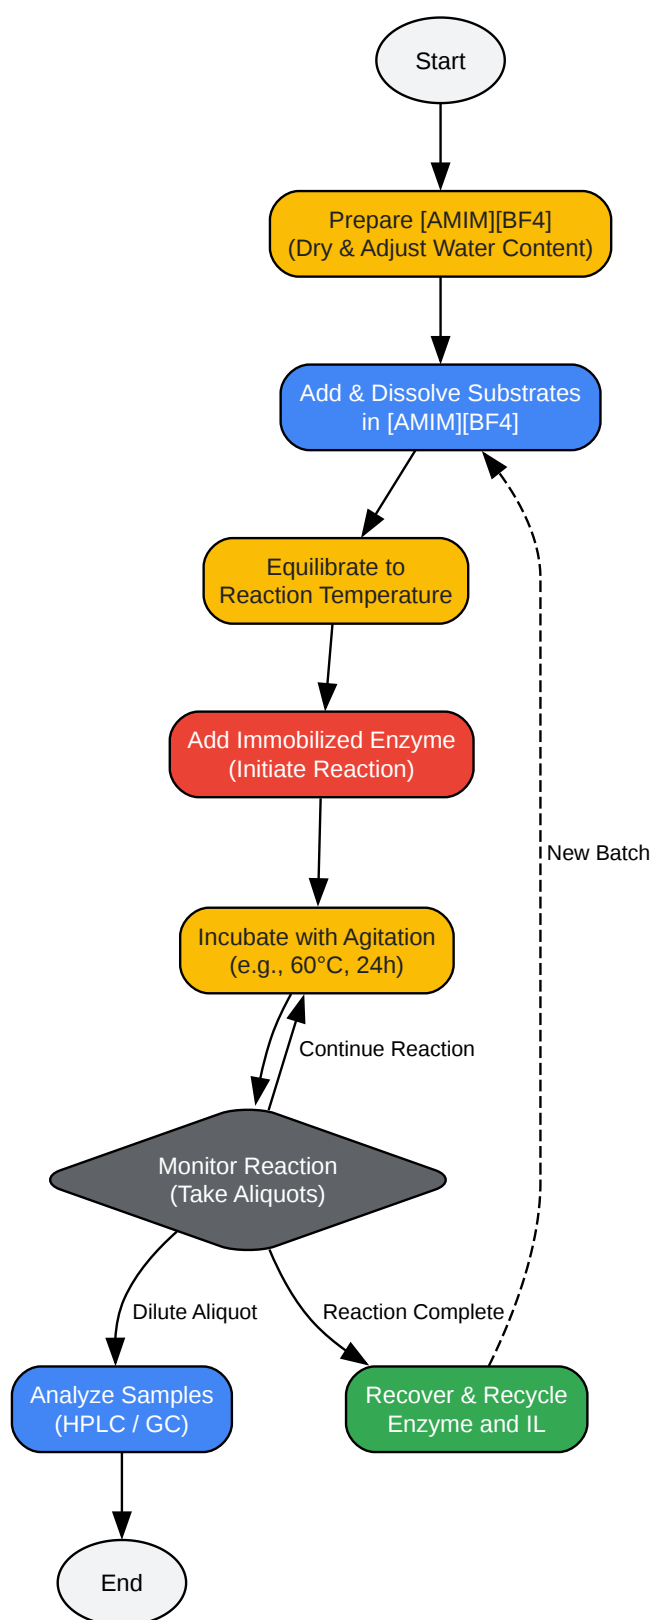 Start
Prepare [AMIM][BF4]
(Dry & Adjust Water Content)
Add & Dissolve Substrates
in [AMIM][BF4]
Equilibrate to
Reaction Temperature
Add Immobilized Enzyme
(Initiate Reaction)
New Batch
Incubate with Agitation
(e.g., 60°C, 24h)
Continue Reaction
Monitor Reaction
(Take Aliquots)
Dilute Aliquot
Reaction Complete
Analyze Samples
(HPLC / GC)
Recover & Recycle
Enzyme and IL
End